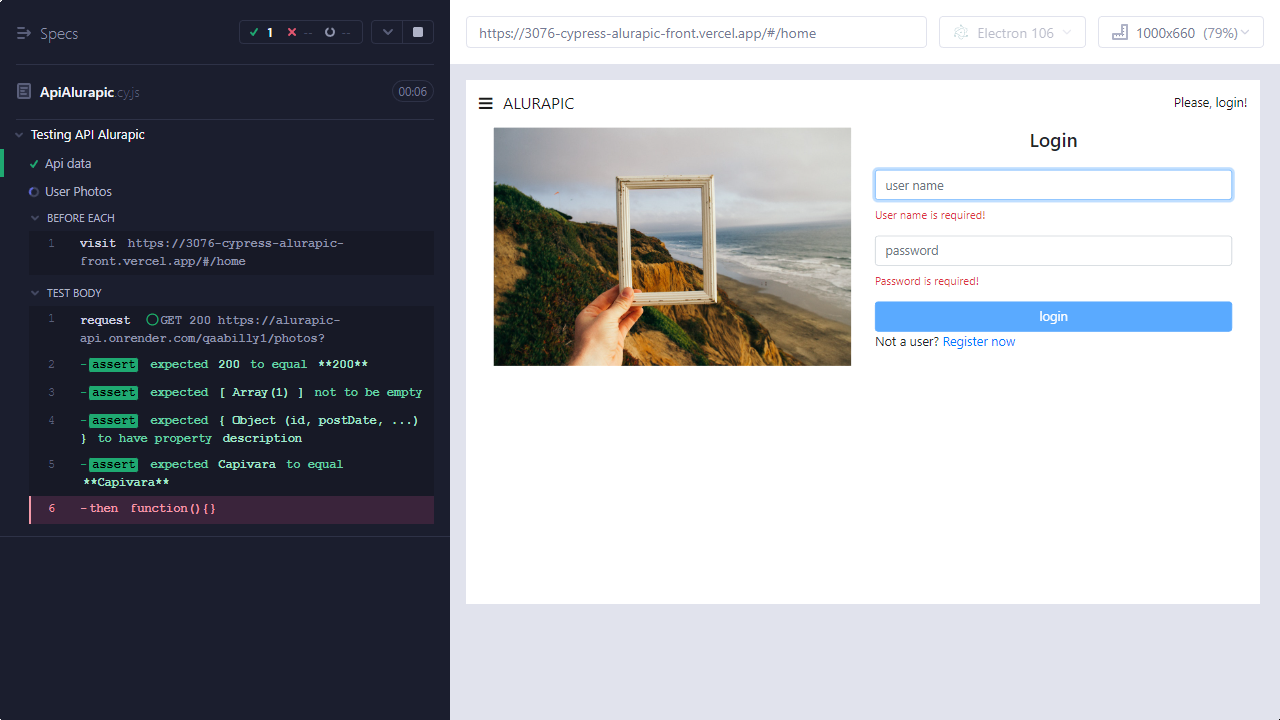 Specs
1 -- --
ApiAlurapic.cy.js
00:06
Testing API Alurapic
Api data
User Photos
BEFORE EACH
1 visit https://3076-cypress-alurapic-
front.vercel.app/#/home
TEST BODY
1 request GET 200 https://alurapic-
api.onrender.com/qaabilly1/photos?
2 -assert expected 200 to equal **200**
3 -assert expected [ Array(1) ] not to be empty
4 -assert expected { Object (id, postDate, ...)
} to have property description
5 -assert expected Capivara to equal
**Capivara**
6 -then function(){}
https://3076-cypress-alurapic-front.vercel.app/#/home
Electron 106
1000x660 (79%)
ALURAPIC
Please, login!
Login
user name
User name is required!
password
Password is required!
login
Not a user? Register now